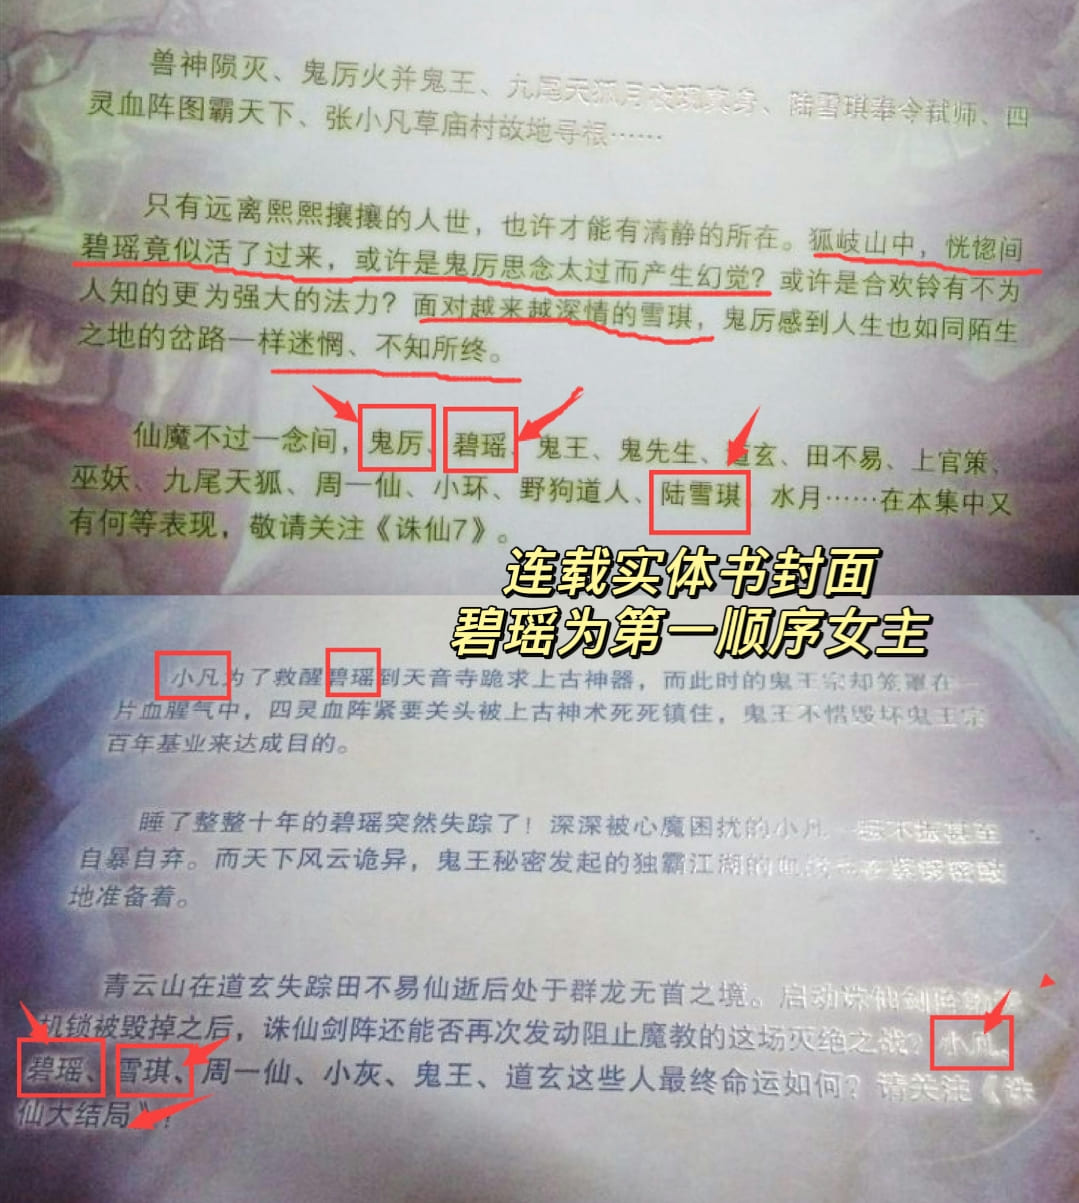 兽神陨灭、鬼厉火并鬼王、九尾天狐月夜现真身、陆雪琪奉令弑师、四
灵血阵图霸天下、张小凡草庙村故地寻根……
只有远离熙熙攘攘的人世，也许才能有清静的所在。狐岐山中，恍惚间
碧瑶竟似活了过来，或许是鬼厉思念太过而产生幻觉？或许是合欢铃有不为
人知的更为强大的法力？面对越来越深情的雪琪，鬼厉感到人生也如同陌生
之地的岔路一样迷惘、不知所终。
仙魔不过一念间，鬼厉、碧瑶、鬼王、鬼先生、道玄、田不易、上官策、
巫妖、九尾天狐、周一仙、小环、野狗道人、陆雪琪、水月……在本集中又
有何等表现，敬请关注《诛仙7》。
连载实体书封面
碧瑶为第一顺序女主
小凡为了救醒碧瑶到天音寺跪求上古神器，而此时的鬼王宗却笼罩在一
片血腥气中，四灵血阵紧要关头被上古神术死死镇住，鬼王不惜毁坏鬼王宗
百年基业来达成目的。
睡了整整十年的碧瑶突然失踪了！深深被心魔困扰的小凡一蹶不振甚至
自暴自弃。而天下风云诡异，鬼王秘密发起的独霸江湖的
地准备着。
青云山在道玄失踪田不易仙逝后处于群龙无首之境。启动诛仙剑阵
机锁被毁掉之后，诛仙剑阵还能否再次发动阻止魔教的这场灭绝之战？小凡、
碧瑶、雪琪、周一仙、小灰、鬼王、道玄这些人最终命运如何？请关注《诛
仙大结局》！